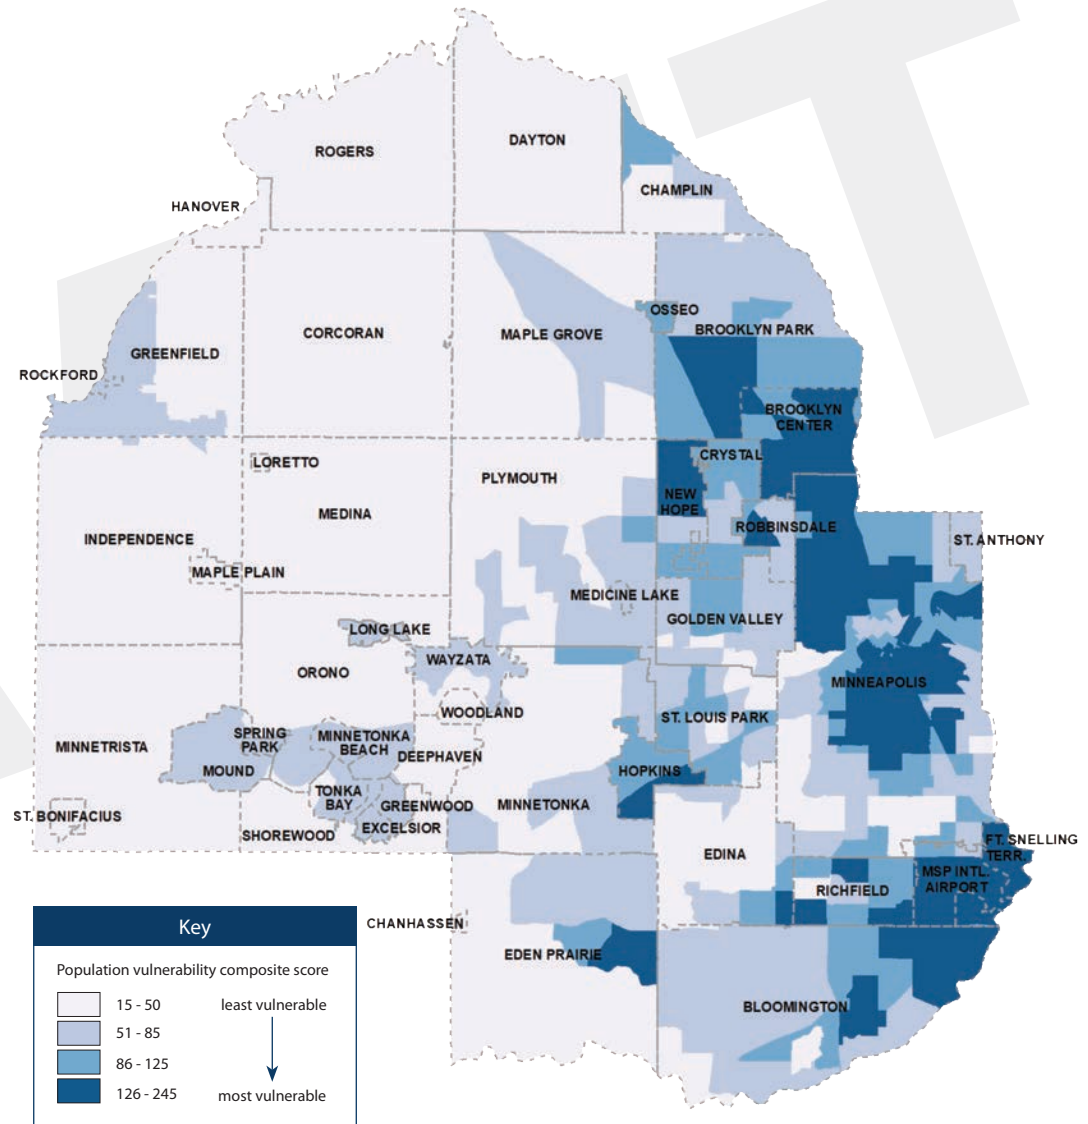 ROGERS
DAYTON
CHAMPLIN
HANOVER
OSSEO
BROOKLYN PARK
CORCORAN
MAPLE GROVE
GREENFIELD
ROCKFORD
BROOKLYN
CENTER
CRYSTAL
LORETTO
PLYMOUTH
NEW
HOPE
MEDINA
ROBBINSDALE
INDEPENDENCE
ST. ANTHONY
MAPLE PLAIN
MEDICINE LAKE
GOLDEN VALLEY
LONG LAKE
WAYZATA
ORONO
MINNEAPOLIS
WOODLAND
ST. LOUIS PARK
SPRING
PARK
MINNETONKA
BEACH
MINNETRISTA
DEEPHAVEN
MOUND
HOPKINS
TONKA
BAY
GREENWOOD
MINNETONKA
ST. BONIFACIUS
EXCELSIOR
SHOREWOOD
FT. SNELLING
TERR.
EDINA
MSP INTL.
AIRPORT
RICHFIELD
CHANHASSEN
EDEN PRAIRIE
BLOOMINGTON
Key
Population vulnerability composite score
15 - 50 least vulnerable
51 - 85
86 - 125
126 - 245 most vulnerable